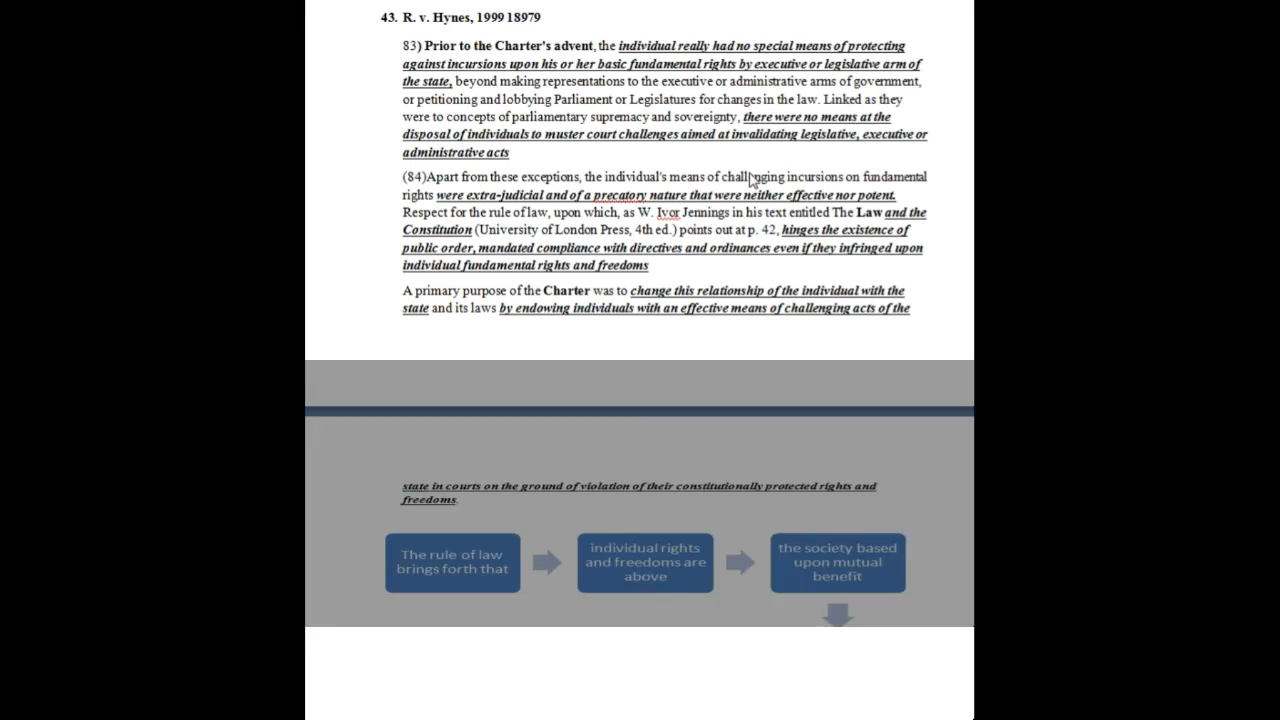 43. R. v. Hynes, 1999 18979
83) Prior to the Charter's advent, the individual really had no special means of protecting
against incursions upon his or her basic fundamental rights by executive or legislative arm of
the state, beyond making representations to the executive or administrative arms of government,
or petitioning and lobbying Parliament or Legislatures for changes in the law. Linked as they
were to concepts of parliamentary supremacy and sovereignty, there were no means at the
disposal of individuals to muster court challenges aimed at invalidating legislative, executive or
administrative acts
(84)Apart from these exceptions, the individual's means of challenging incursions on fundamental
rights were extra-judicial and of a precatory nature that were neither effective nor potent.
Respect for the rule of law, upon which, as W. Ivor Jennings in his text entitled The Law and the
Constitution (University of London Press, 4th ed.) points out at p. 42, hinges the existence of
public order, mandated compliance with directives and ordinances even if they infringed upon
individual fundamental rights and freedoms
A primary purpose of the Charter was to change this relationship of the individual with the
state and its laws by endowing individuals with an effective means of challenging acts of the
state in courts on the ground of violation of their constitutionally protected rights and
freedoms.
The rule of law
brings forth that
individual rights
and freedoms are
above
the society based
upon mutual
benefit